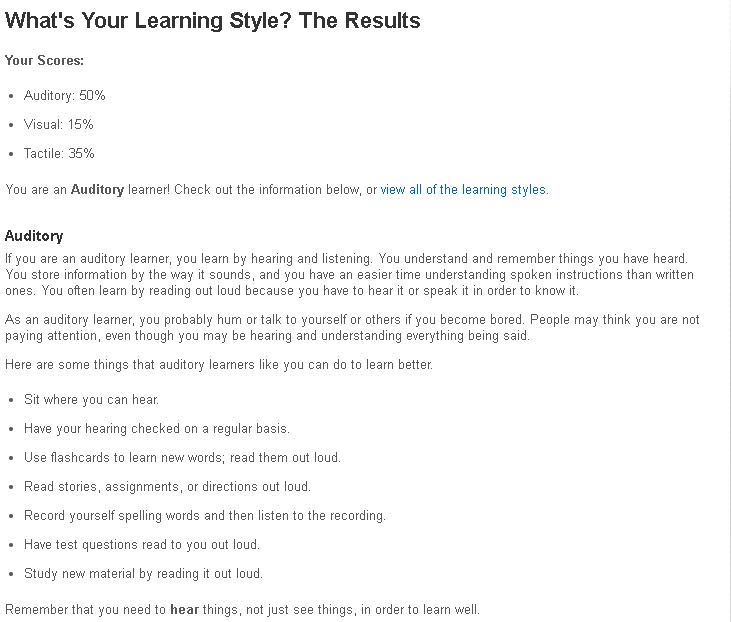 What's Your Learning Style? The Results
Your Scores:
• Auditory: 50%
• Visual: 15%
• Tactile: 35%
You are an Auditory learner! Check out the information below, or view all of the learning styles.
Auditory
If you are an auditory learner, you learn by hearing and listening. You understand and remember things you have heard.
You store information by the way it sounds, and you have an easier time understanding spoken instructions than written
ones. You often learn by reading out loud because you have to hear it or speak it in order to know it.
As an auditory learner, you probably hum or talk to yourself or others if you become bored. People may think you are not
paying attention, even though you may be hearing and understanding everything being said.
Here are some things that auditory learners like you can do to learn better.
• Sit where you can hear.
• Have your hearing checked on a regular basis.
• Use flashcards to learn new words; read them out loud.
• Read stories, assignments, or directions out loud.
• Record yourself spelling words and then listen to the recording.
• Have test questions read to you out loud.
• Study new material by reading it out loud.
Remember that you need to hear things, not just see things, in order to learn well.